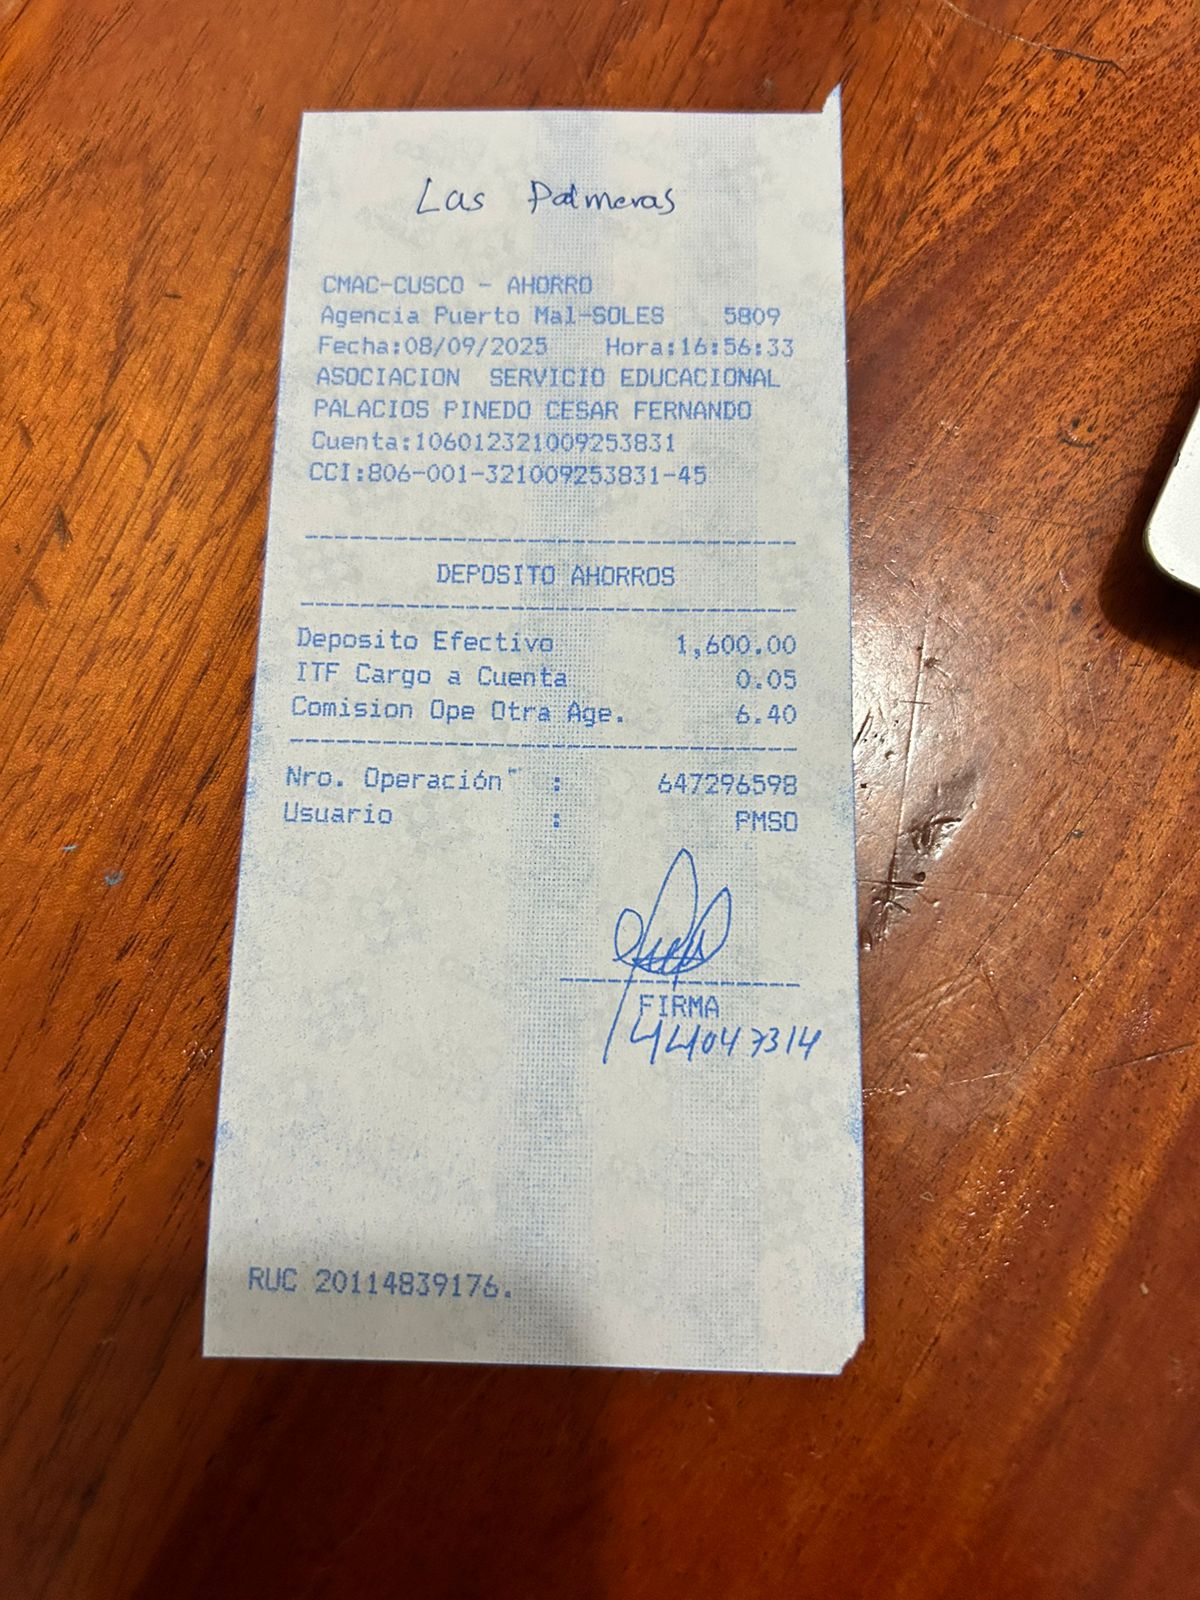 Las Palmeras
CMAC-CUSCO - AHORRO
Agencia Puerto Mal-SOLES 5809
Fecha:08/09/2025 Hora:16:56:33
ASOCIACION SERVICIO EDUCACIONAL
PALACIOS PINEDO CESAR FERNANDO
Cuenta:106012321009253831
CCI:806-001-321009253831-45
DEPOSITO AHORROS
Deposito Efectivo 1,600.00
ITF Cargo a Cuenta 0.05
Comision Ope Otra Age. 6.40
Nro. Operación : 647296598
Usuario : PMSO
FIRMA
44047314
RUC 20114839176.